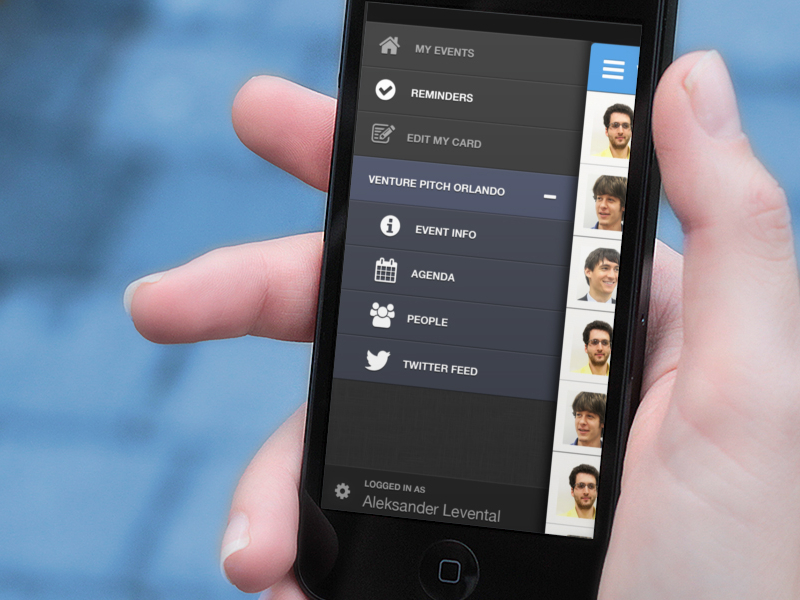 MY EVENTS
REMINDERS
EDIT MY CARD
VENTURE PITCH ORLANDO
EVENT INFO
AGENDA
PEOPLE
TWITTER FEED
LOGGED IN AS
Aleksander Levental